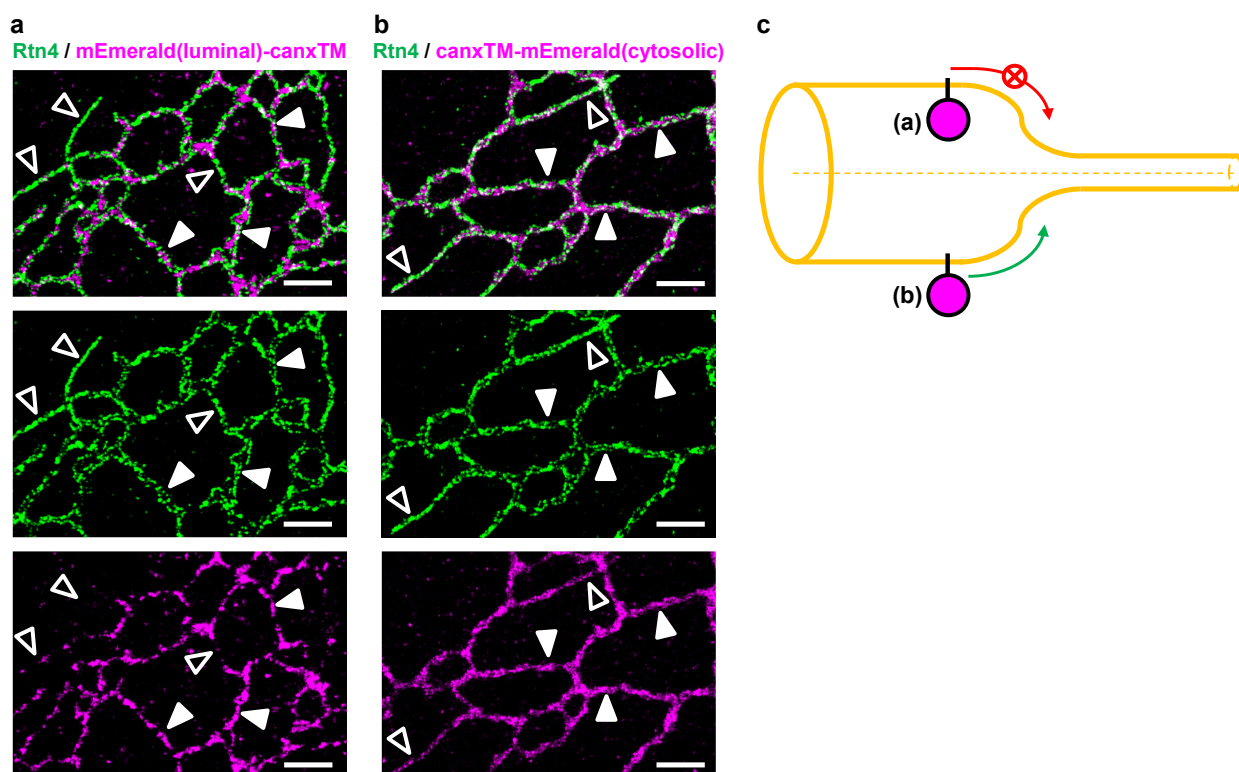 a
Rtn4 / mEmerald(luminal)-canxTM
b
Rtn4 / canxTM-mEmerald(cytosolic)
c
(a)
(b)